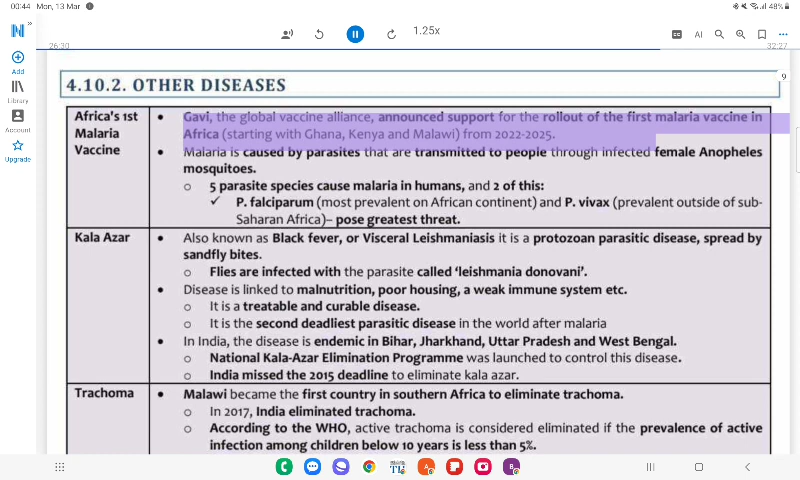 00:44 Mon, 13 Mar
48%
N
Add
Library
Account
Upgrade
1.25x
AI
26:30
32:27
9
4.10.2. OTHER DISEASES
Africa's 1st Malaria Vaccine
• Gavi, the global vaccine alliance, announced support for the rollout of the first malaria vaccine in
Africa (starting with Ghana, Kenya and Malawi) from 2022-2025.
• Malaria is caused by parasites that are transmitted to people through infected female Anopheles
mosquitoes.
o 5 parasite species cause malaria in humans, and 2 of this:
✓ P. falciparum (most prevalent on African continent) and P. vivax (prevalent outside of sub-
Saharan Africa)– pose greatest threat.
Kala Azar
• Also known as Black fever, or Visceral Leishmaniasis it is a protozoan parasitic disease, spread by
sandfly bites.
o Flies are infected with the parasite called ‘leishmania donovani’.
• Disease is linked to malnutrition, poor housing, a weak immune system etc.
o It is a treatable and curable disease.
o It is the second deadliest parasitic disease in the world after malaria
• In India, the disease is endemic in Bihar, Jharkhand, Uttar Pradesh and West Bengal.
o National Kala-Azar Elimination Programme was launched to control this disease.
o India missed the 2015 deadline to eliminate kala azar.
Trachoma
• Malawi became the first country in southern Africa to eliminate trachoma.
o In 2017, India eliminated trachoma.
o According to the WHO, active trachoma is considered eliminated if the prevalence of active
infection among children below 10 years is less than 5%.